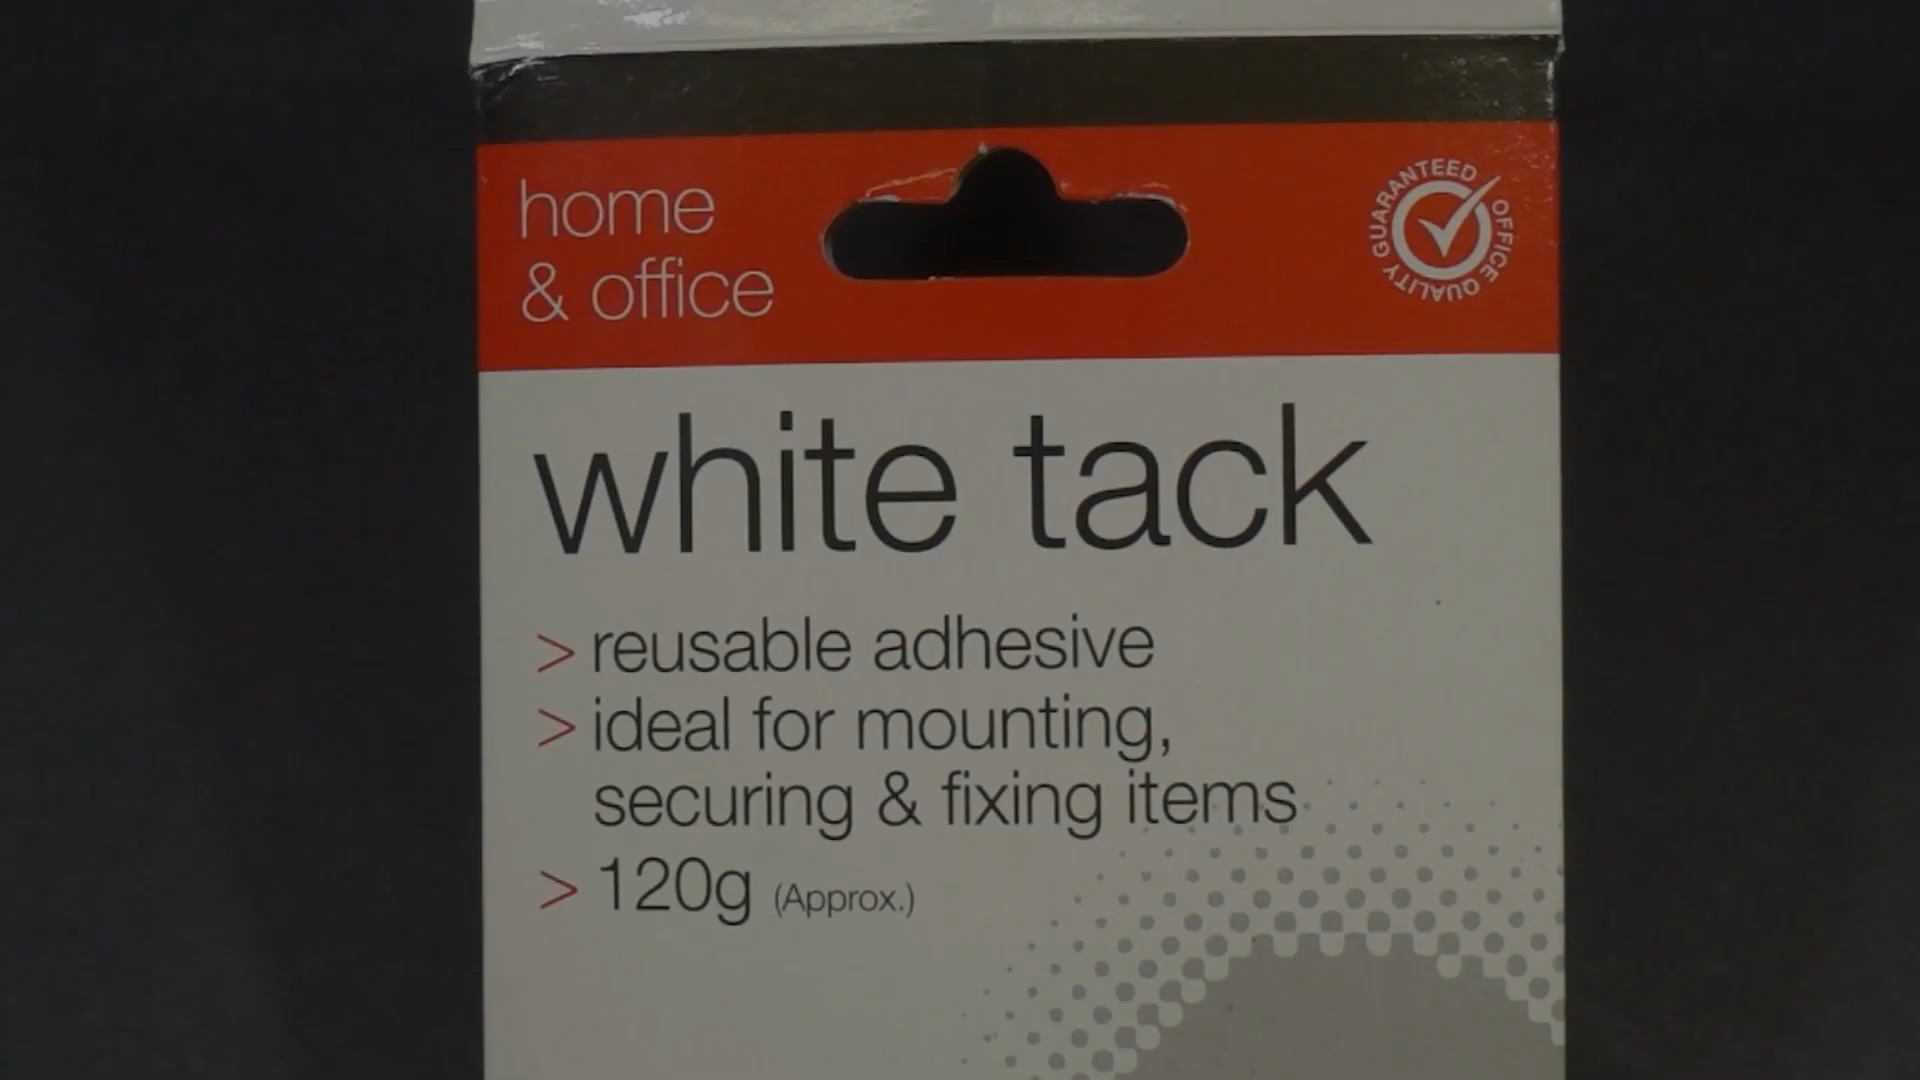 home
& office
GUARANTEED OFFICE QUALITY
white tack
> reusable adhesive
> ideal for mounting,
securing & fixing items
> 120g (Approx.)